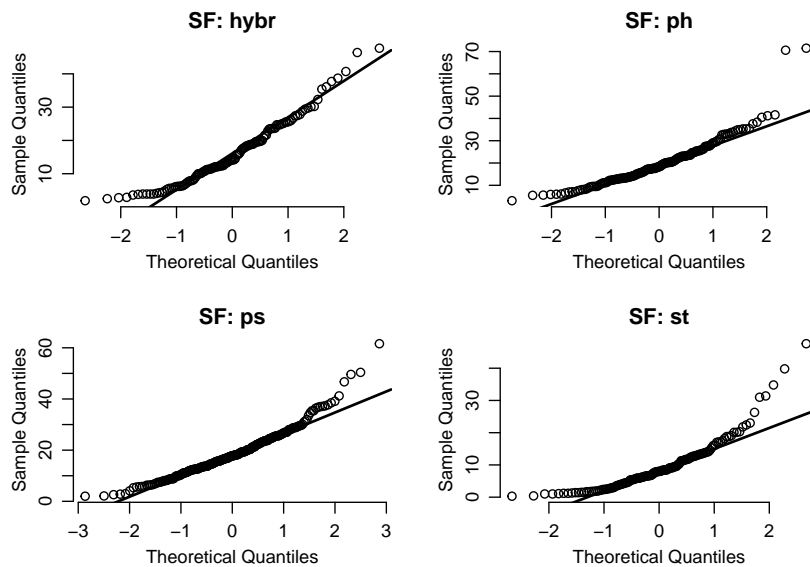 SF: hybr
Sample Quantiles
10 30
−2 −1 0 1 2
Theoretical Quantiles
SF: ph
Sample Quantiles
10 30 50 70
−2 −1 0 1 2
Theoretical Quantiles
SF: ps
Sample Quantiles
0 20 40 60
−3 −2 −1 0 1 2 3
Theoretical Quantiles
SF: st
Sample Quantiles
0 10 30
−2 −1 0 1 2
Theoretical Quantiles